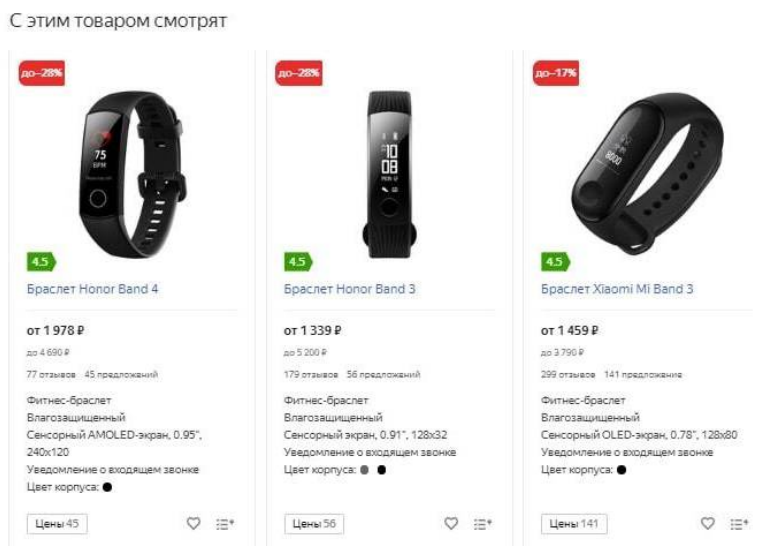 С этим товаром смотрят
до–28%
75
BPM
4.5
Браслет Honor Band 4
от 1 978 ₽
до 4 690 ₽
77 отзывов 45 предложений
Фитнес-браслет
Влагозащищенный
Сенсорный AMOLED-экран, 0.95",
240x120
Уведомление о входящем звонке
Цвет корпуса:
Цены 45
до–28%
10
08
4.5
Браслет Honor Band 3
от 1 339 ₽
до 5 200 ₽
179 отзывов 56 предложений
Фитнес-браслет
Влагозащищенный
Сенсорный экран, 0.91", 128x32
Уведомление о входящем звонке
Цвет корпуса:
Цены 56
до–17%
8000
4.5
Браслет Xiaomi Mi Band 3
от 1 459 ₽
до 3 790 ₽
299 отзывов 141 предложение
Фитнес-браслет
Влагозащищенный
Сенсорный OLED-экран, 0.78", 128x80
Уведомление о входящем звонке
Цвет корпуса:
Цены 141